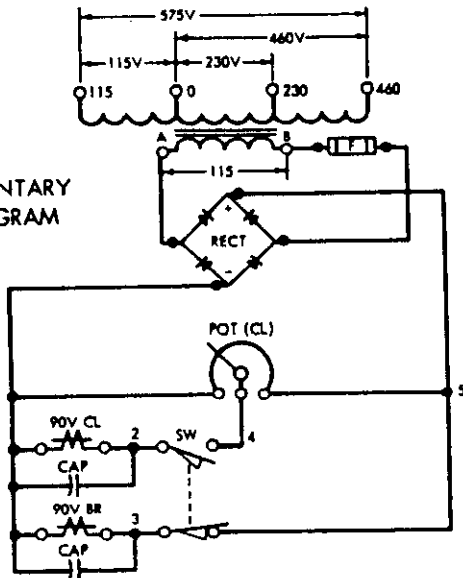 575V
460V
115V 230V
115 0 230 460
A B F
115
NTARY
GRAM
+
RECT
−
POT (CL)
5
90V CL 2 SW 4
CAP
90V BR 3
CAP